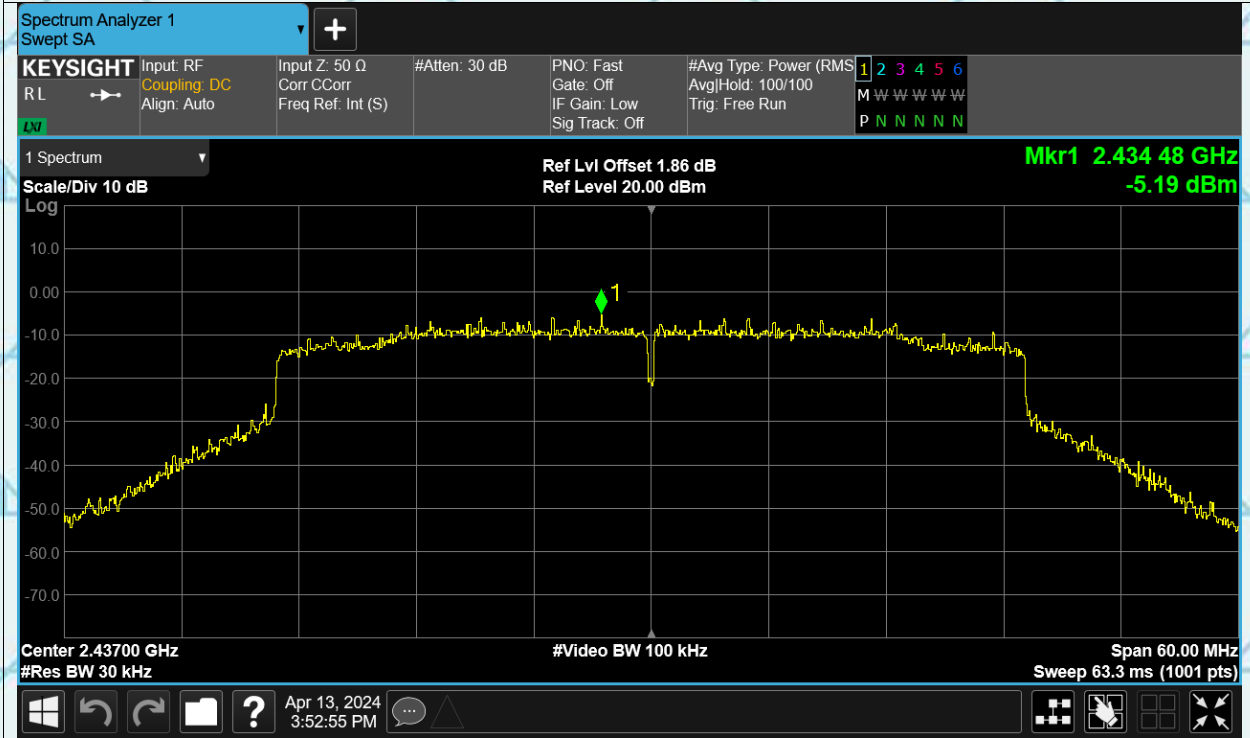 Spectrum Analyzer 1
Swept SA
KEYSIGHT
R L
LXI
Input: RF
Coupling: DC
Align: Auto
Input Z: 50 Ω
Corr CCorr
Freq Ref: Int (S)
#Atten: 30 dB
PNO: Fast
Gate: Off
IF Gain: Low
Sig Track: Off
#Avg Type: Power (RMS
Avg|Hold: 100/100
Trig: Free Run
1 2 3 4 5 6
M W W W W W
P N N N N N
1 Spectrum
Scale/Div 10 dB
Ref Lvl Offset 1.86 dB
Ref Level 20.00 dBm
Mkr1 2.434 48 GHz
-5.19 dBm
Log
10.0
0.00
-10.0
-20.0
-30.0
-40.0
-50.0
-60.0
-70.0
1
Center 2.43700 GHz
#Res BW 30 kHz
#Video BW 100 kHz
Span 60.00 MHz
Sweep 63.3 ms (1001 pts)
?
Apr 13, 2024
3:52:55 PM